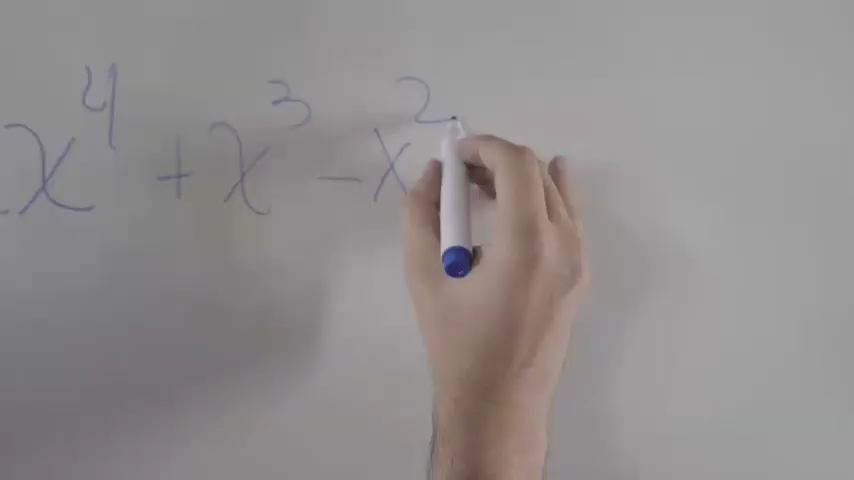 x⁴ + x³ - x²